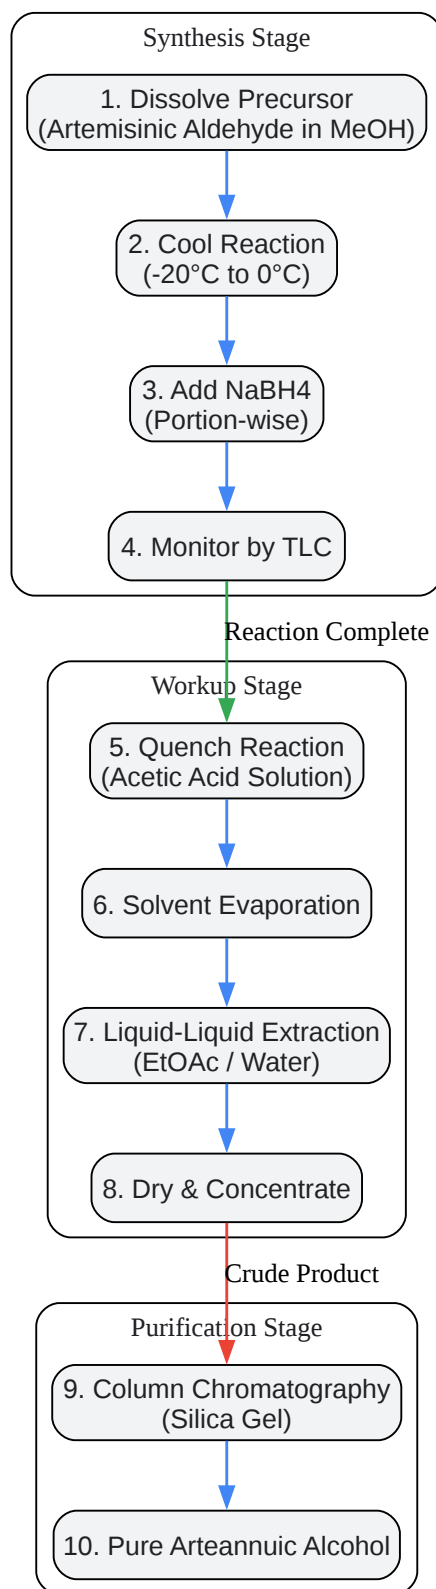 Synthesis Stage
1. Dissolve Precursor
(Artemisinic Aldehyde in MeOH)
2. Cool Reaction
(-20°C to 0°C)
3. Add NaBH4
(Portion-wise)
4. Monitor by TLC
Reaction Complete
Workup Stage
5. Quench Reaction
(Acetic Acid Solution)
6. Solvent Evaporation
7. Liquid-Liquid Extraction
(EtOAc / Water)
8. Dry & Concentrate
Crude Product
Purification Stage
9. Column Chromatography
(Silica Gel)
10. Pure Arteannuic Alcohol